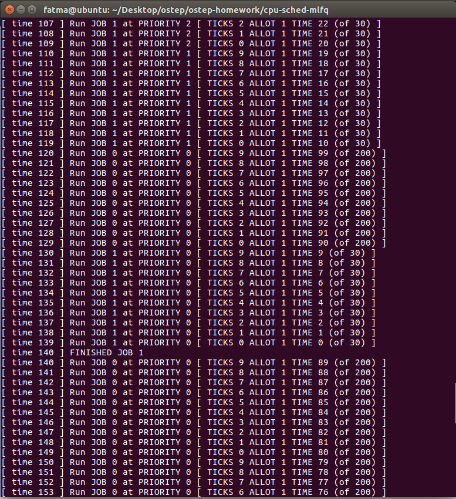 fatma@ubuntu: ~/Desktop/ostep/ostep-homework/cpu-sched-mlfq
[ time 107 ] Run JOB 1 at PRIORITY 2 [ TICKS 2 ALLOT 1 TIME 22 (of 30) ]
[ time 108 ] Run JOB 1 at PRIORITY 2 [ TICKS 1 ALLOT 1 TIME 21 (of 30) ]
[ time 109 ] Run JOB 1 at PRIORITY 2 [ TICKS 0 ALLOT 1 TIME 20 (of 30) ]
[ time 110 ] Run JOB 1 at PRIORITY 1 [ TICKS 9 ALLOT 1 TIME 19 (of 30) ]
[ time 111 ] Run JOB 1 at PRIORITY 1 [ TICKS 8 ALLOT 1 TIME 18 (of 30) ]
[ time 112 ] Run JOB 1 at PRIORITY 1 [ TICKS 7 ALLOT 1 TIME 17 (of 30) ]
[ time 113 ] Run JOB 1 at PRIORITY 1 [ TICKS 6 ALLOT 1 TIME 16 (of 30) ]
[ time 114 ] Run JOB 1 at PRIORITY 1 [ TICKS 5 ALLOT 1 TIME 15 (of 30) ]
[ time 115 ] Run JOB 1 at PRIORITY 1 [ TICKS 4 ALLOT 1 TIME 14 (of 30) ]
[ time 116 ] Run JOB 1 at PRIORITY 1 [ TICKS 3 ALLOT 1 TIME 13 (of 30) ]
[ time 117 ] Run JOB 1 at PRIORITY 1 [ TICKS 2 ALLOT 1 TIME 12 (of 30) ]
[ time 118 ] Run JOB 1 at PRIORITY 1 [ TICKS 1 ALLOT 1 TIME 11 (of 30) ]
[ time 119 ] Run JOB 1 at PRIORITY 1 [ TICKS 0 ALLOT 1 TIME 10 (of 30) ]
[ time 120 ] Run JOB 0 at PRIORITY 0 [ TICKS 9 ALLOT 1 TIME 99 (of 200) ]
[ time 121 ] Run JOB 0 at PRIORITY 0 [ TICKS 8 ALLOT 1 TIME 98 (of 200) ]
[ time 122 ] Run JOB 0 at PRIORITY 0 [ TICKS 7 ALLOT 1 TIME 97 (of 200) ]
[ time 123 ] Run JOB 0 at PRIORITY 0 [ TICKS 6 ALLOT 1 TIME 96 (of 200) ]
[ time 124 ] Run JOB 0 at PRIORITY 0 [ TICKS 5 ALLOT 1 TIME 95 (of 200) ]
[ time 125 ] Run JOB 0 at PRIORITY 0 [ TICKS 4 ALLOT 1 TIME 94 (of 200) ]
[ time 126 ] Run JOB 0 at PRIORITY 0 [ TICKS 3 ALLOT 1 TIME 93 (of 200) ]
[ time 127 ] Run JOB 0 at PRIORITY 0 [ TICKS 2 ALLOT 1 TIME 92 (of 200) ]
[ time 128 ] Run JOB 0 at PRIORITY 0 [ TICKS 1 ALLOT 1 TIME 91 (of 200) ]
[ time 129 ] Run JOB 0 at PRIORITY 0 [ TICKS 0 ALLOT 1 TIME 90 (of 200) ]
[ time 130 ] Run JOB 1 at PRIORITY 0 [ TICKS 9 ALLOT 1 TIME 9 (of 30) ]
[ time 131 ] Run JOB 1 at PRIORITY 0 [ TICKS 8 ALLOT 1 TIME 8 (of 30) ]
[ time 132 ] Run JOB 1 at PRIORITY 0 [ TICKS 7 ALLOT 1 TIME 7 (of 30) ]
[ time 133 ] Run JOB 1 at PRIORITY 0 [ TICKS 6 ALLOT 1 TIME 6 (of 30) ]
[ time 134 ] Run JOB 1 at PRIORITY 0 [ TICKS 5 ALLOT 1 TIME 5 (of 30) ]
[ time 135 ] Run JOB 1 at PRIORITY 0 [ TICKS 4 ALLOT 1 TIME 4 (of 30) ]
[ time 136 ] Run JOB 1 at PRIORITY 0 [ TICKS 3 ALLOT 1 TIME 3 (of 30) ]
[ time 137 ] Run JOB 1 at PRIORITY 0 [ TICKS 2 ALLOT 1 TIME 2 (of 30) ]
[ time 138 ] Run JOB 1 at PRIORITY 0 [ TICKS 1 ALLOT 1 TIME 1 (of 30) ]
[ time 139 ] Run JOB 1 at PRIORITY 0 [ TICKS 0 ALLOT 1 TIME 0 (of 30) ]
[ time 140 ] FINISHED JOB 1
[ time 140 ] Run JOB 0 at PRIORITY 0 [ TICKS 9 ALLOT 1 TIME 89 (of 200) ]
[ time 141 ] Run JOB 0 at PRIORITY 0 [ TICKS 8 ALLOT 1 TIME 88 (of 200) ]
[ time 142 ] Run JOB 0 at PRIORITY 0 [ TICKS 7 ALLOT 1 TIME 87 (of 200) ]
[ time 143 ] Run JOB 0 at PRIORITY 0 [ TICKS 6 ALLOT 1 TIME 86 (of 200) ]
[ time 144 ] Run JOB 0 at PRIORITY 0 [ TICKS 5 ALLOT 1 TIME 85 (of 200) ]
[ time 145 ] Run JOB 0 at PRIORITY 0 [ TICKS 4 ALLOT 1 TIME 84 (of 200) ]
[ time 146 ] Run JOB 0 at PRIORITY 0 [ TICKS 3 ALLOT 1 TIME 83 (of 200) ]
[ time 147 ] Run JOB 0 at PRIORITY 0 [ TICKS 2 ALLOT 1 TIME 82 (of 200) ]
[ time 148 ] Run JOB 0 at PRIORITY 0 [ TICKS 1 ALLOT 1 TIME 81 (of 200) ]
[ time 149 ] Run JOB 0 at PRIORITY 0 [ TICKS 0 ALLOT 1 TIME 80 (of 200) ]
[ time 150 ] Run JOB 0 at PRIORITY 0 [ TICKS 9 ALLOT 1 TIME 79 (of 200) ]
[ time 151 ] Run JOB 0 at PRIORITY 0 [ TICKS 8 ALLOT 1 TIME 78 (of 200) ]
[ time 152 ] Run JOB 0 at PRIORITY 0 [ TICKS 7 ALLOT 1 TIME 77 (of 200) ]
[ time 153 ] Run JOB 0 at PRIORITY 0 [ TICKS 6 ALLOT 1 TIME 76 (of 200) ]